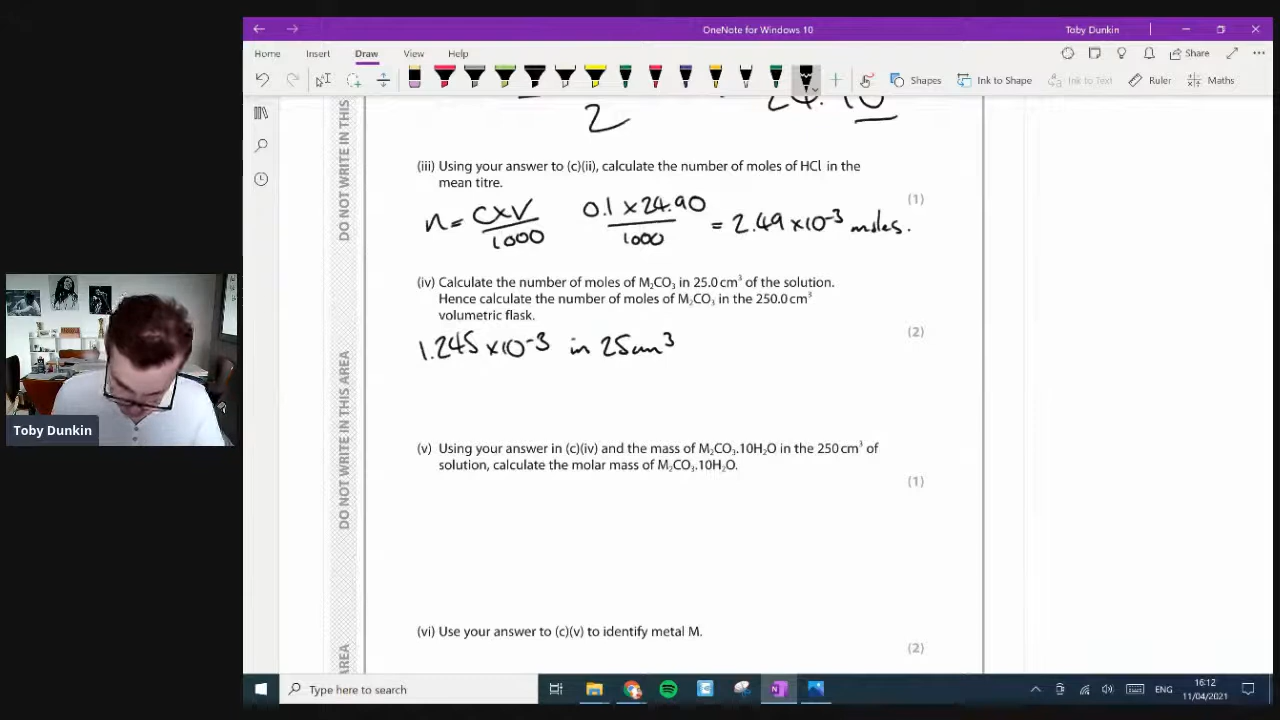 OneNote for Windows 10
Toby Dunkin
Home
Insert
Draw
View
Help
Share
Shapes
Ink to Shape
Ink to Text
Ruler
Maths
2
24.90
DO NOT WRITE IN THIS
(iii) Using your answer to (c)(ii), calculate the number of moles of HCl in the
mean titre.
(1)
n = C×V / 1000
0.1 × 24.90 / 1000 = 2.49 ×10⁻³ moles.
(iv) Calculate the number of moles of M₂CO₃ in 25.0 cm³ of the solution.
Hence calculate the number of moles of M₂CO₃ in the 250.0 cm³
volumetric flask.
(2)
1.245 ×10⁻³ in 25cm³
DO NOT WRITE IN THIS AREA
(v) Using your answer in (c)(iv) and the mass of M₂CO₃.10H₂O in the 250 cm³ of
solution, calculate the molar mass of M₂CO₃.10H₂O.
(1)
(vi) Use your answer to (c)(v) to identify metal M.
(2)
AREA
Toby Dunkin
Type here to search
ENG
16:12
11/04/2021